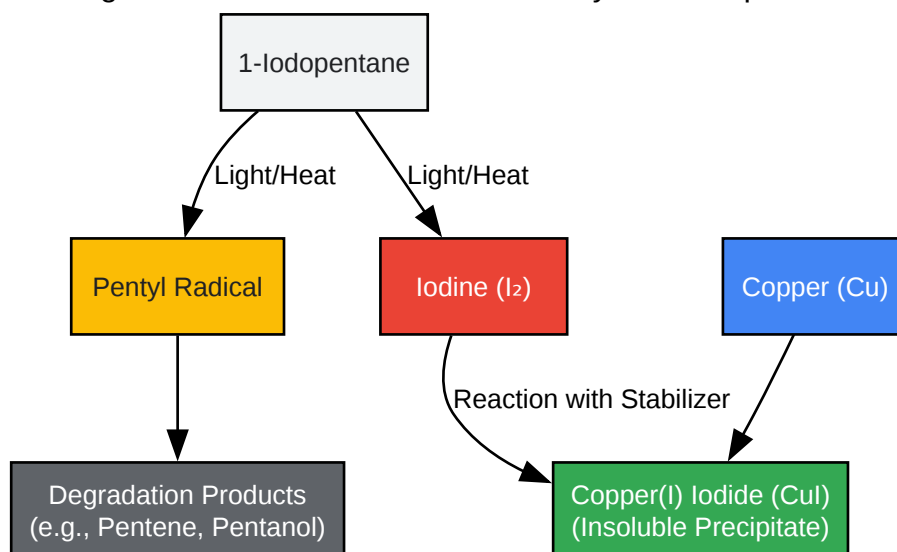 1-Iodopentane
Light/Heat
Light/Heat
Pentyl Radical
Iodine (I₂)
Copper (Cu)
Reaction with Stabilizer
Degradation Products
(e.g., Pentene, Pentanol)
Copper(I) Iodide (CuI)
(Insoluble Precipitate)